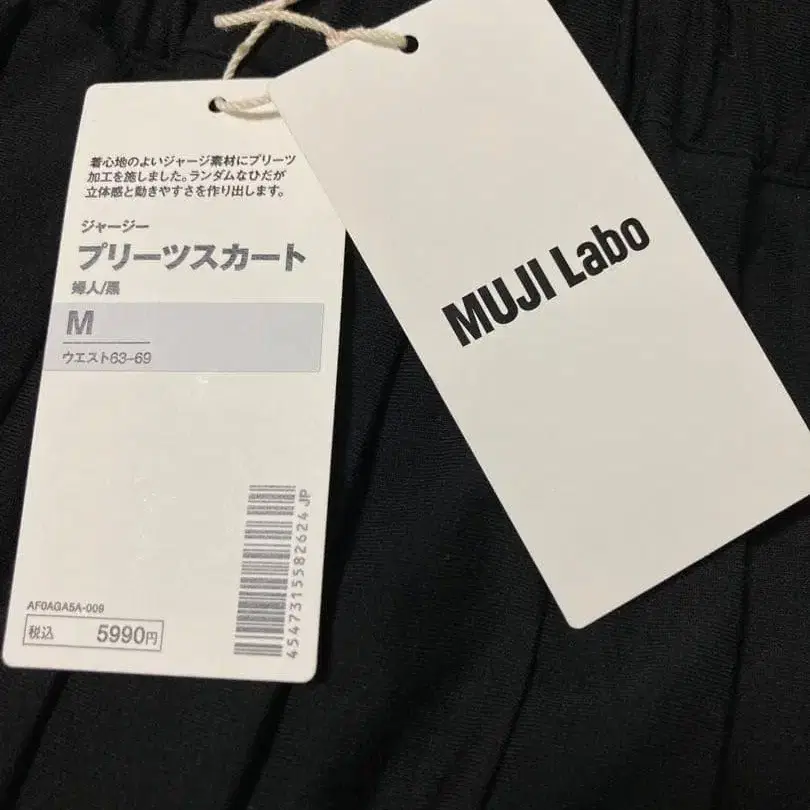 着心地のよいジャージ素材にプリーツ
加工を施しました。ランダムなひだが
立体感と動きやすさを作り出します。
ジャージー
プリーツスカート
婦人/黒
M
ウエスト63-69
4547315582624 JP
AF0AGA5A-009
税込 5990円
MUJI Labo